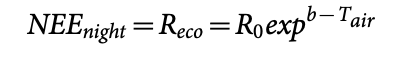 NEE_night = R_eco = R_0 exp^{b − T_air}